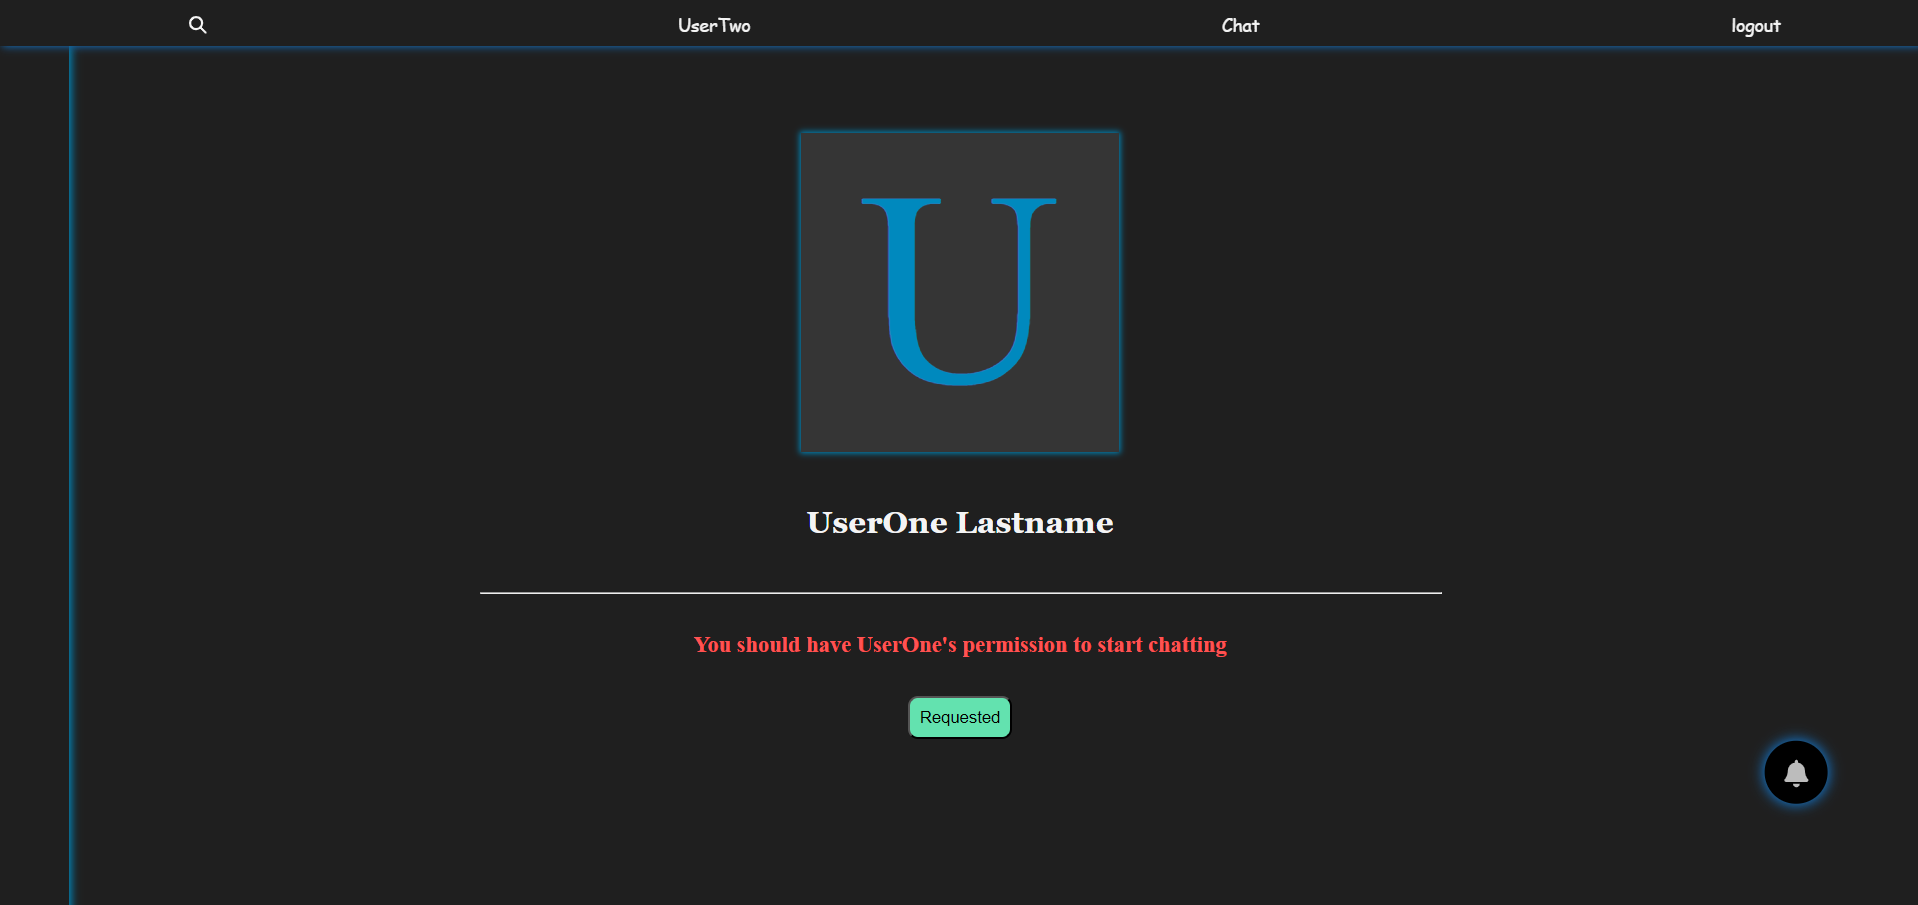 UserTwo
Chat
logout
U
UserOne Lastname
You should have UserOne's permission to start chatting
Requested